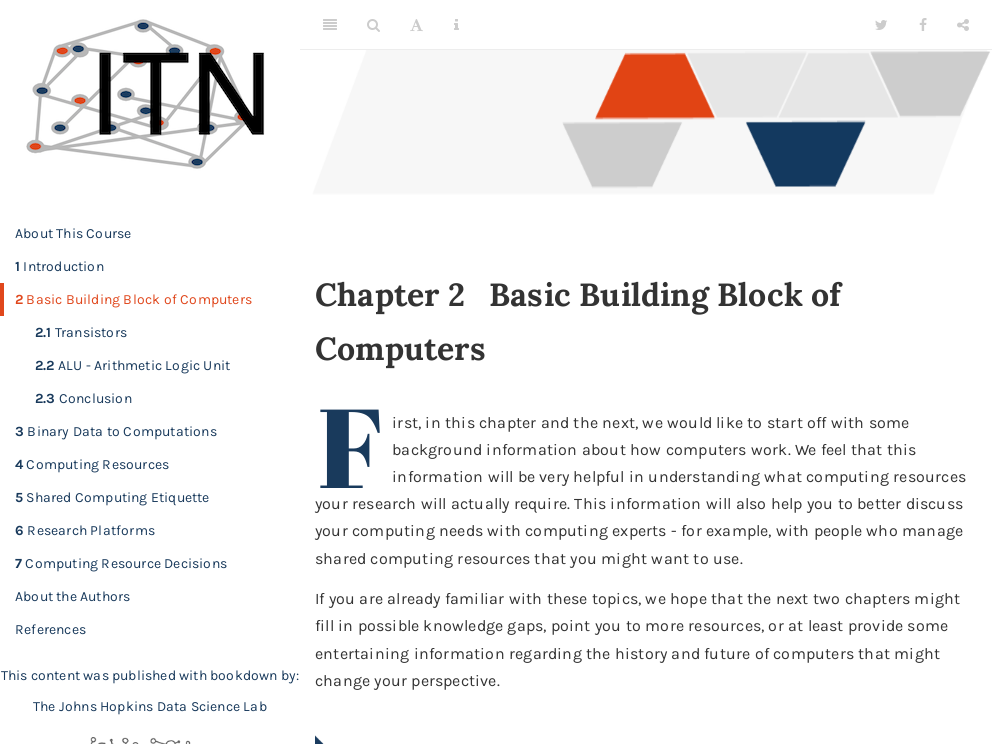 ITN
About This Course
1 Introduction
2 Basic Building Block of Computers
2.1 Transistors
2.2 ALU - Arithmetic Logic Unit
2.3 Conclusion
3 Binary Data to Computations
4 Computing Resources
5 Shared Computing Etiquette
6 Research Platforms
7 Computing Resource Decisions
About the Authors
References
This content was published with bookdown by:
The Johns Hopkins Data Science Lab
A
Chapter 2 Basic Building Block of
Computers
First, in this chapter and the next, we would like to start off with some
background information about how computers work. We feel that this
information will be very helpful in understanding what computing resources
your research will actually require. This information will also help you to better discuss
your computing needs with computing experts - for example, with people who manage
shared computing resources that you might want to use.
If you are already familiar with these topics, we hope that the next two chapters might
fill in possible knowledge gaps, point you to more resources, or at least provide some
entertaining information regarding the history and future of computers that might
change your perspective.